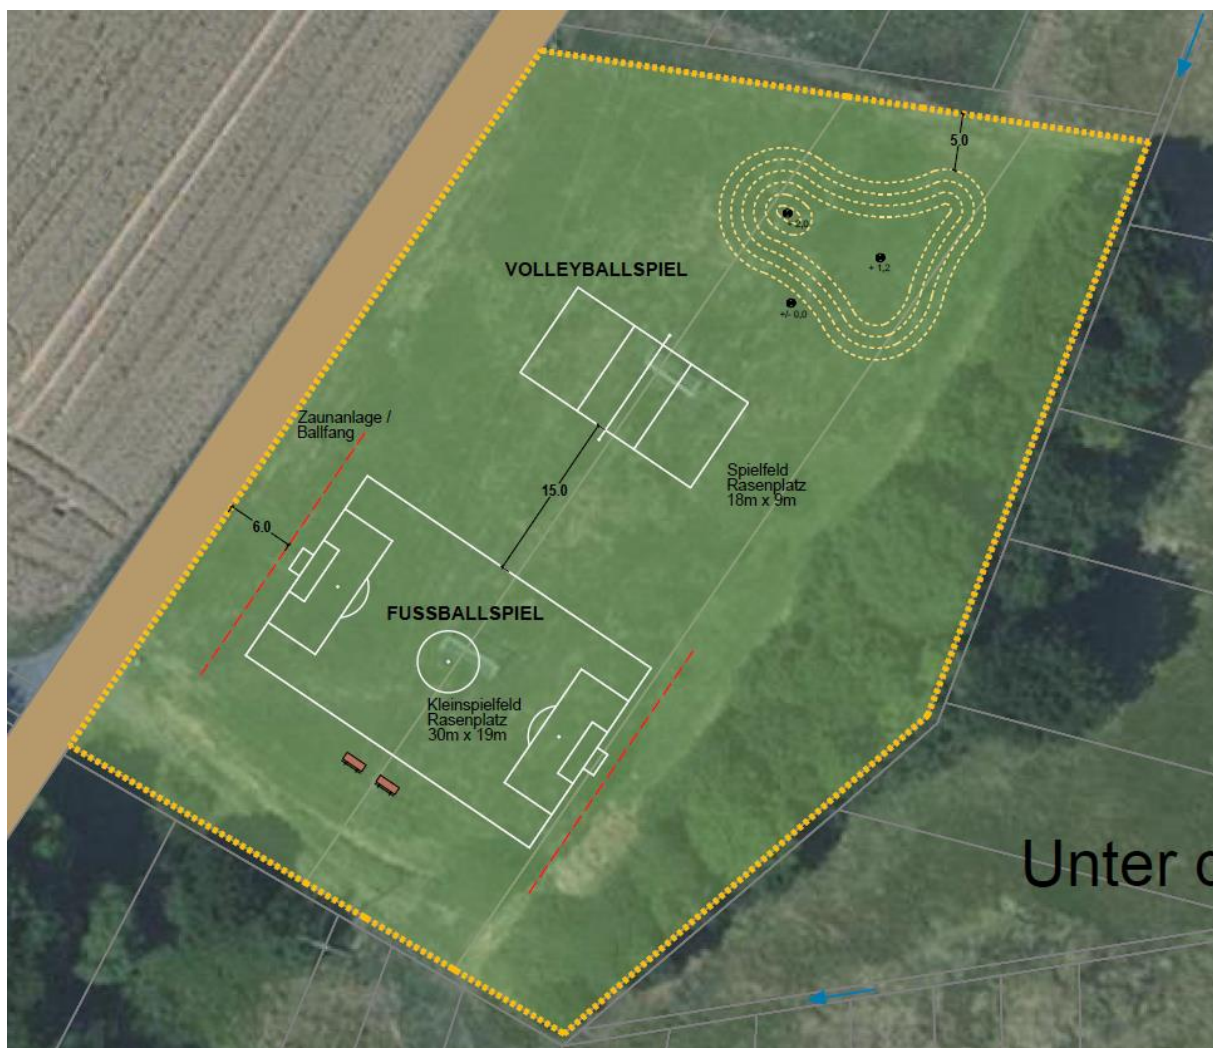 5.0
+ 2,0
VOLLEYBALLSPIEL
+ 1,2
+/- 0,0
Zaunanlage /
Ballfang
Spielfeld
Rasenplatz
18m x 9m
15.0
6.0
FUSSBALLSPIEL
Kleinspielfeld
Rasenplatz
30m x 19m
Unter